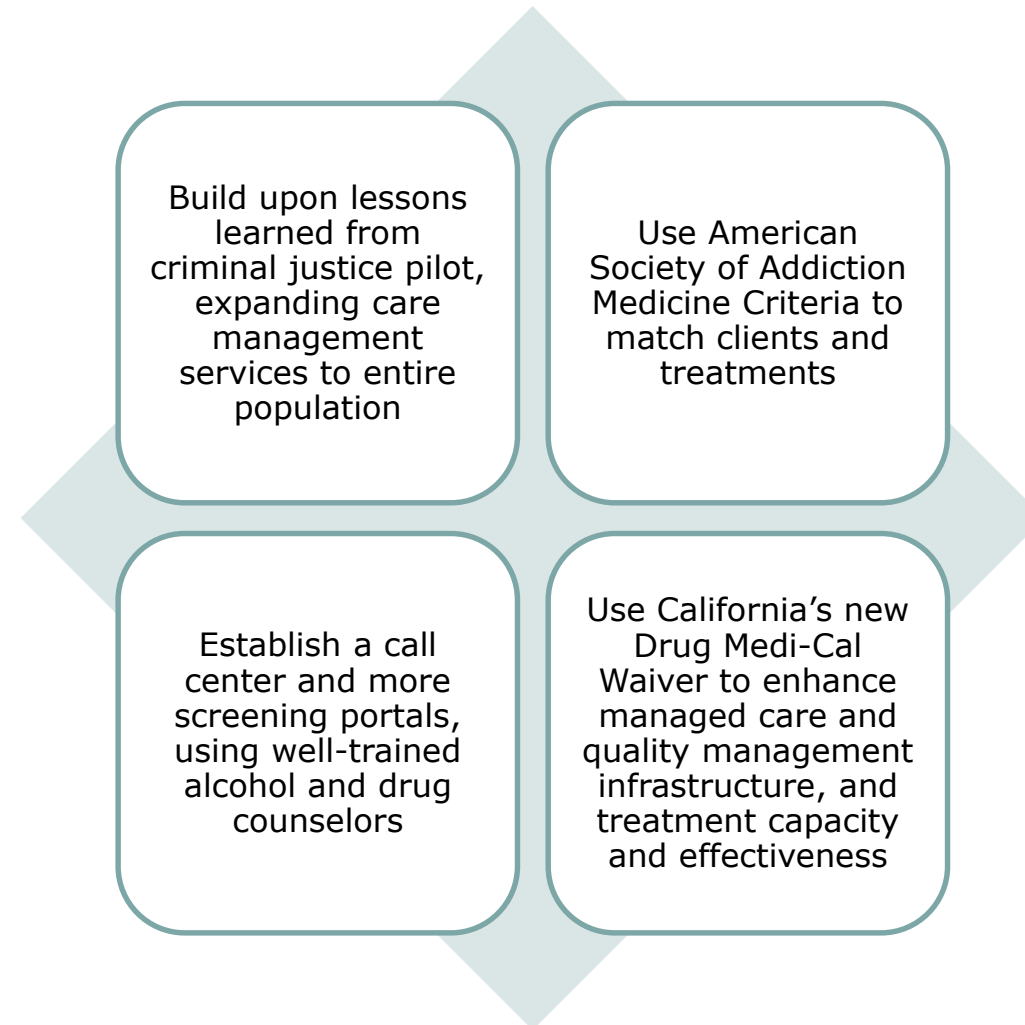 Build upon lessons
learned from
criminal justice pilot,
expanding care
management
services to entire
population
Use American
Society of Addiction
Medicine Criteria to
match clients and
treatments
Establish a call
center and more
screening portals,
using well-trained
alcohol and drug
counselors
Use California’s new
Drug Medi-Cal
Waiver to enhance
managed care and
quality management
infrastructure, and
treatment capacity
and effectiveness